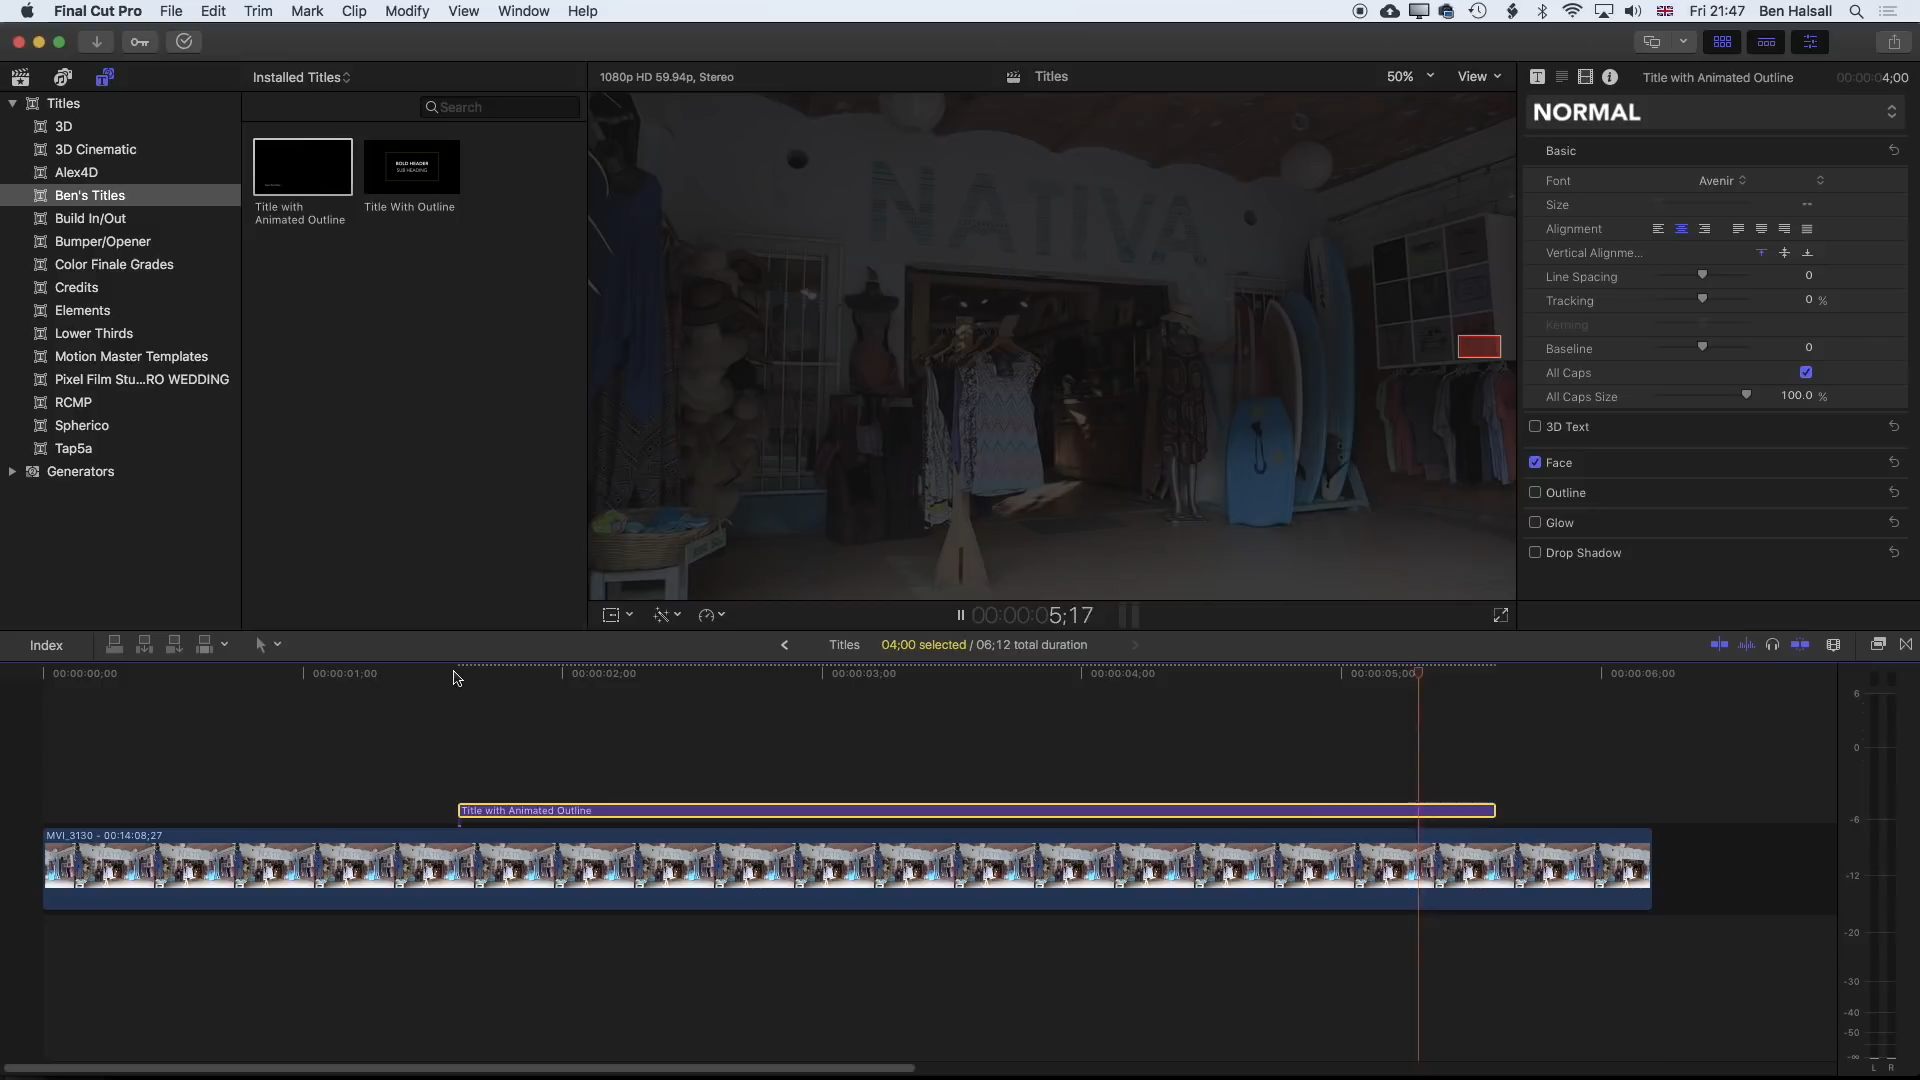 Final Cut Pro File Edit Trim Mark Clip Modify View Window Help Fri 21:47 Ben Halsall
Installed Titles 1080p HD 59.94p, Stereo Titles 50% View Title with Animated Outline 00:00:04;00
Titles
3D
3D Cinematic
Alex4D
Ben's Titles
Build In/Out
Bumper/Opener
Color Finale Grades
Credits
Elements
Lower Thirds
Motion Master Templates
Pixel Film Stu...RO WEDDING
RCMP
Spherico
Tap5a
Generators
Search
BOLD HEADER
SUB HEADING
Title with
Animated Outline
Title With Outline
NATIVA
NORMAL
Basic
Font Avenir
Size --
Alignment
Vertical Alignme...
Line Spacing 0
Tracking 0 %
Kerning
Baseline 0
All Caps
All Caps Size 100.0 %
3D Text
Face
Outline
Glow
Drop Shadow
00:00:05;17
Index Titles 04;00 selected / 06;12 total duration
00:00:00;00 00:00:01;00 00:00:02;00 00:00:03;00 00:00:04;00 00:00:05;00 00:00:06;00
Title with Animated Outline
MVI_3130 - 00:14:08;27
6
0
-6
-12
-20
-30
-40
-50
-∞
L R